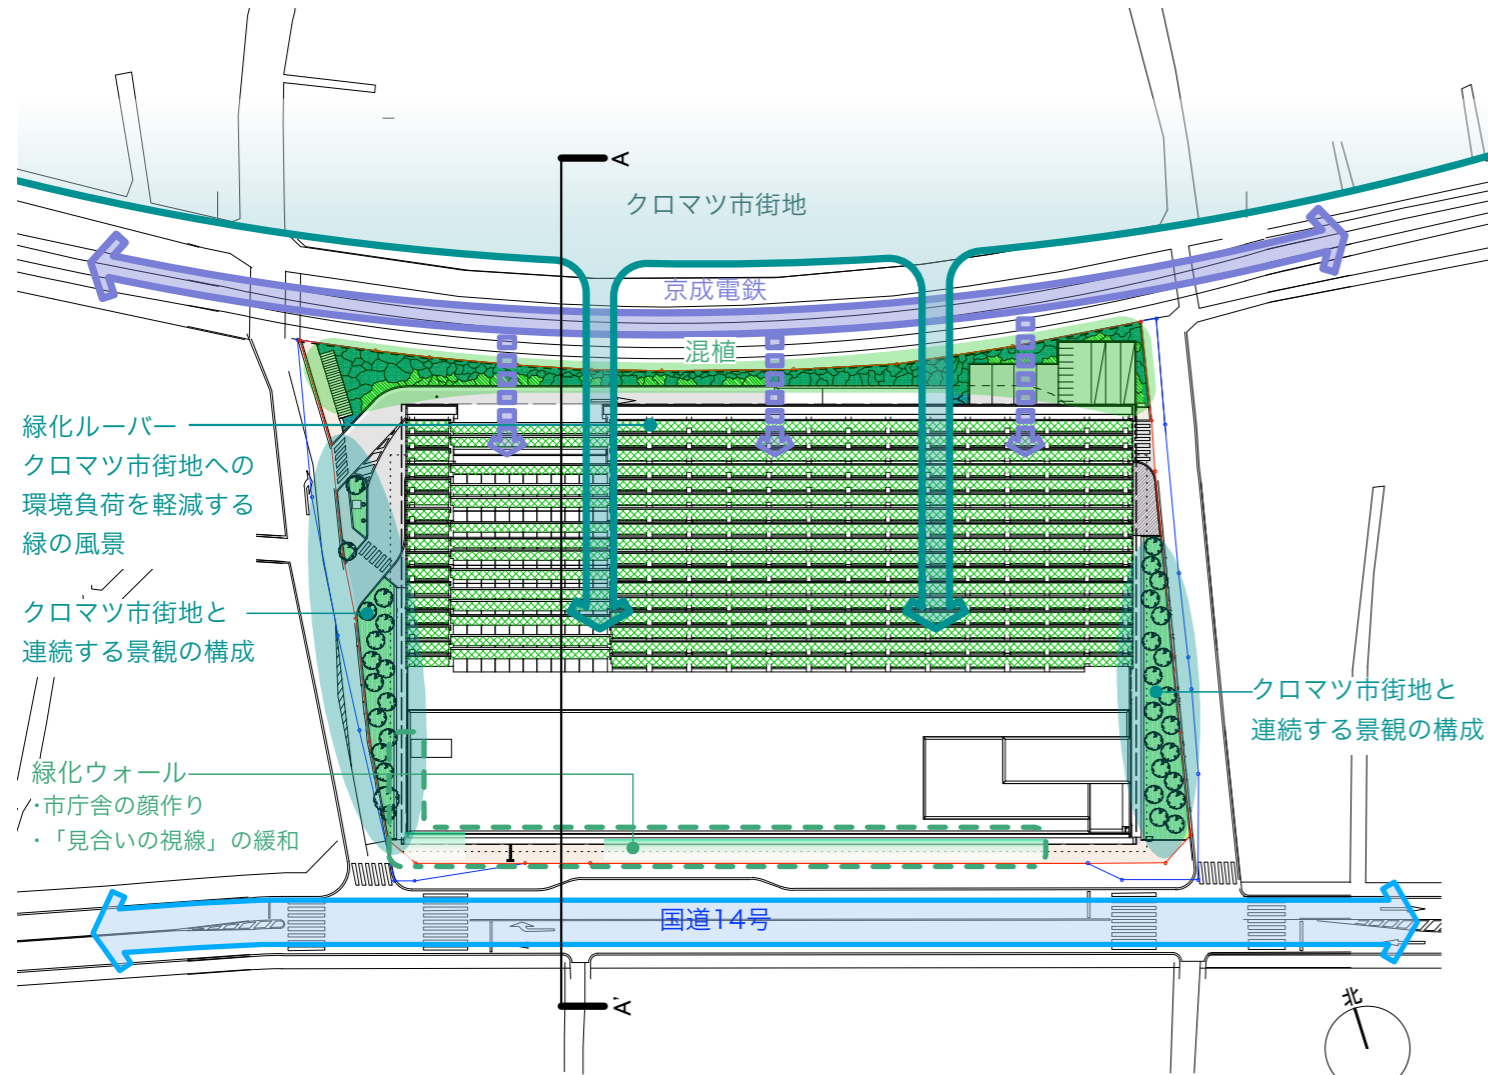 A
クロマツ市街地
京成電鉄
混植
緑化ルーバー
クロマツ市街地への
環境負荷を軽減する
緑の風景
クロマツ市街地と
連続する景観の構成
クロマツ市街地と
連続する景観の構成
緑化ウォール
・市庁舎の顔作り
・「見合いの視線」の緩和
国道14号
A'
北